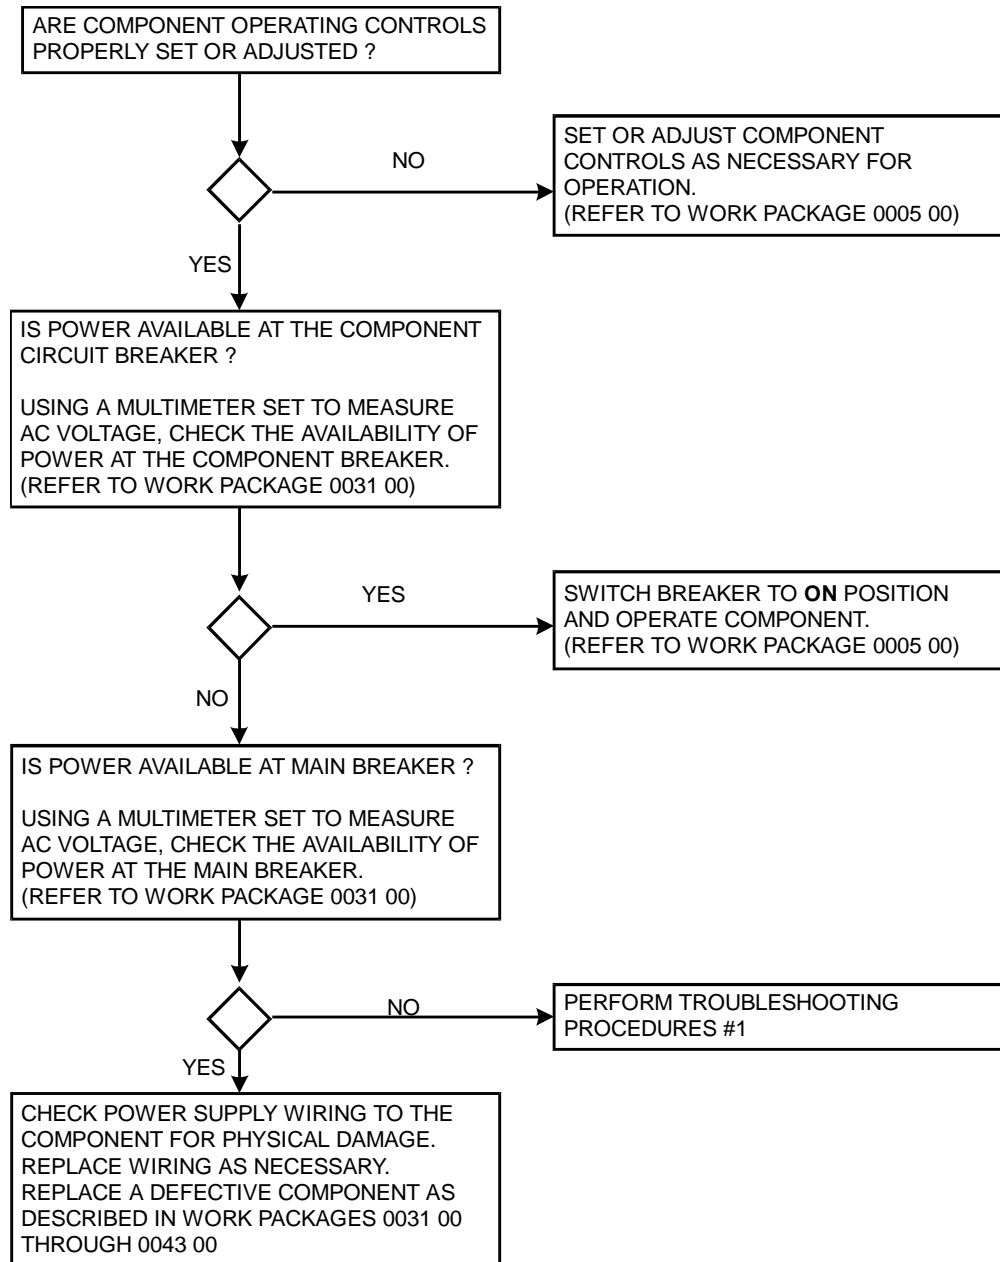 ARE COMPONENT OPERATING CONTROLS
PROPERLY SET OR ADJUSTED ?
NO
SET OR ADJUST COMPONENT
CONTROLS AS NECESSARY FOR
OPERATION.
(REFER TO WORK PACKAGE 0005 00)
YES
IS POWER AVAILABLE AT THE COMPONENT
CIRCUIT BREAKER ?
USING A MULTIMETER SET TO MEASURE
AC VOLTAGE, CHECK THE AVAILABILITY OF
POWER AT THE COMPONENT BREAKER.
(REFER TO WORK PACKAGE 0031 00)
YES
SWITCH BREAKER TO ON POSITION
AND OPERATE COMPONENT.
(REFER TO WORK PACKAGE 0005 00)
NO
IS POWER AVAILABLE AT MAIN BREAKER ?
USING A MULTIMETER SET TO MEASURE
AC VOLTAGE, CHECK THE AVAILABILITY OF
POWER AT THE MAIN BREAKER.
(REFER TO WORK PACKAGE 0031 00)
NO
PERFORM TROUBLESHOOTING
PROCEDURES #1
YES
CHECK POWER SUPPLY WIRING TO THE
COMPONENT FOR PHYSICAL DAMAGE.
REPLACE WIRING AS NECESSARY.
REPLACE A DEFECTIVE COMPONENT AS
DESCRIBED IN WORK PACKAGES 0031 00
THROUGH 0043 00